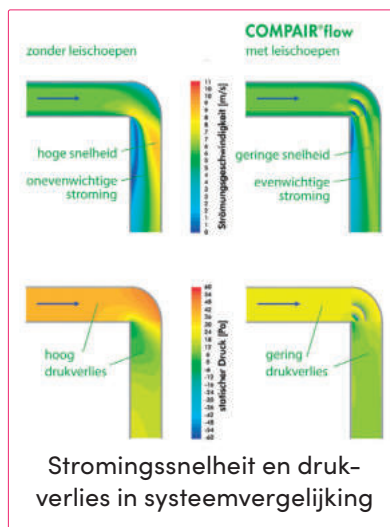 COMPAIR®flow
zonder leischoepen
met leischoepen
hoge snelheid
onevenwichtige
stroming
Strömungsgeschwindigkeit [m/s]
geringe snelheid
evenwichtige
stroming
hoog
drukverlies
statischer Druck [Pa]
gering
drukverlies
Stromingssnelheid en druk-
verlies in systeemvergelijking